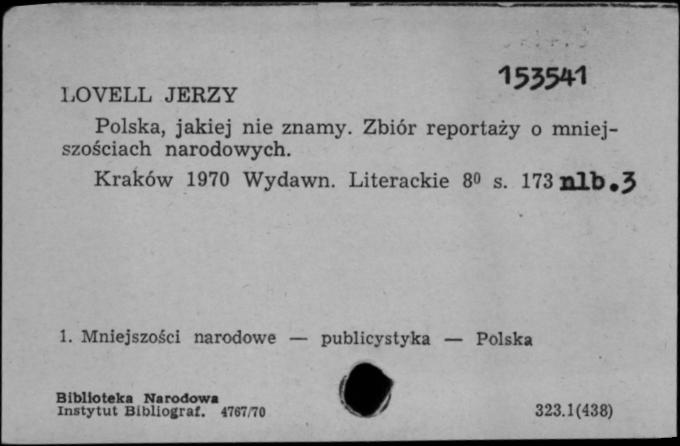 153541
LOVELL JERZY
Polska, jakiej nie znamy. Zbiór reportaży o mniej-
szościach narodowych.
Kraków 1970 Wydawn. Literackie 8⁰ s. 173 nlb.3
1. Mniejszości narodowe — publicystyka — Polska
Biblioteka Narodowa
Instytut Bibliograf. 4767/70
323.1(438)